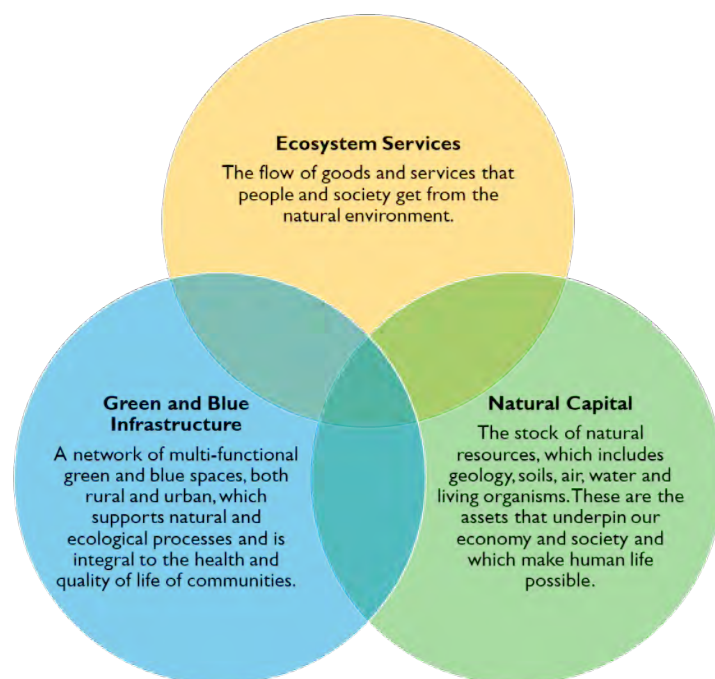 Ecosystem Services
The flow of goods and services that
people and society get from the
natural environment.
Green and Blue
Infrastructure
A network of multi-functional
green and blue spaces, both
rural and urban, which
supports natural and
ecological processes and is
integral to the health and
quality of life of communities.
Natural Capital
The stock of natural
resources, which includes
geology, soils, air, water and
living organisms. These are the
assets that underpin our
economy and society and
which make human life
possible.